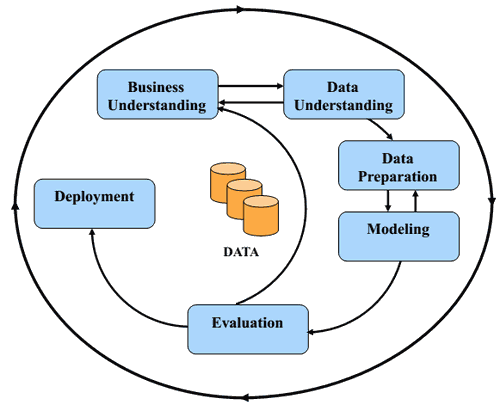 Business
Understanding
Data
Understanding
Data
Preparation
Deployment
Modeling
DATA
Evaluation